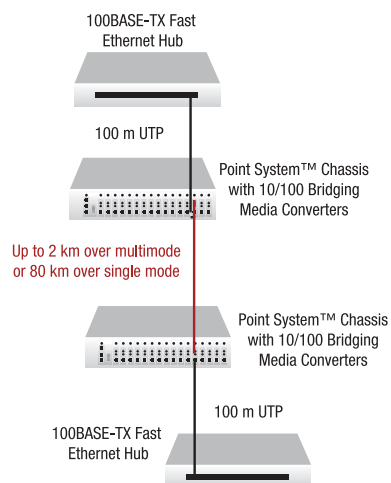 100BASE-TX Fast
Ethernet Hub
100 m UTP
Point System™ Chassis
with 10/100 Bridging
Media Converters
Up to 2 km over multimode
or 80 km over single mode
Point System™ Chassis
with 10/100 Bridging
Media Converters
100 m UTP
100BASE-TX Fast
Ethernet Hub